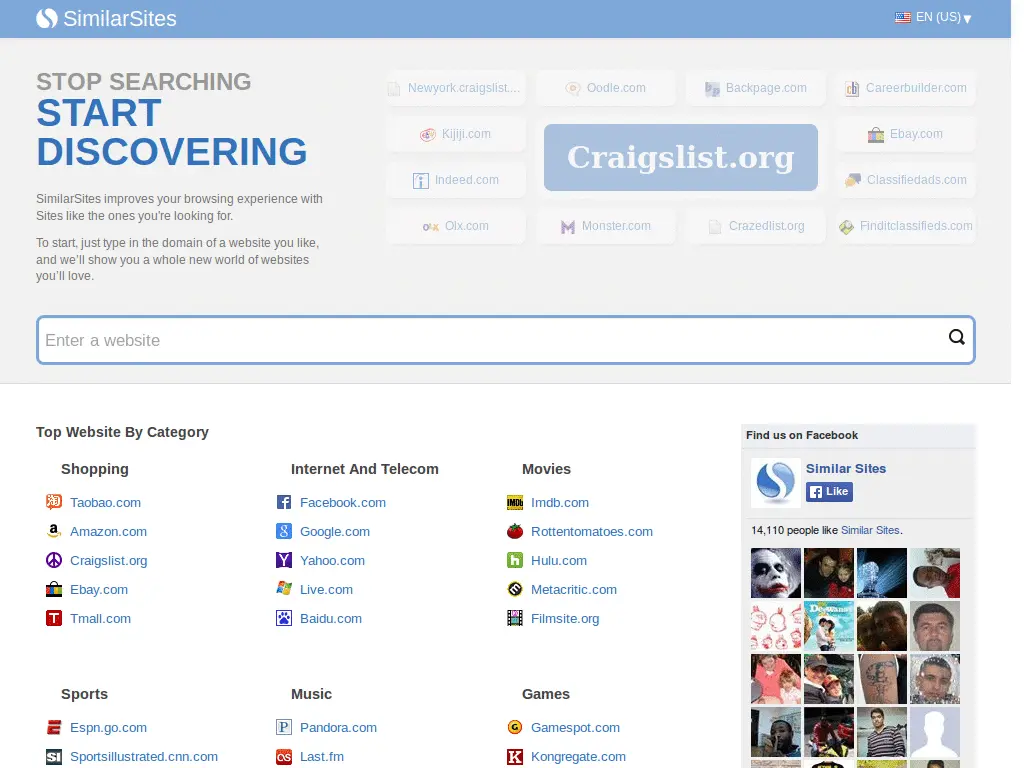 SimilarSites
EN (US)
STOP SEARCHING
START
DISCOVERING
SimilarSites improves your browsing experience with
Sites like the ones you're looking for.
To start, just type in the domain of a website you like,
and we'll show you a whole new world of websites
you'll love.
Newyork.craigslist....
Oodle.com
Backpage.com
Careerbuilder.com
Kijiji.com
Craigslist.org
Ebay.com
Indeed.com
Classifiedads.com
Olx.com
Monster.com
Crazedlist.org
Finditclassifieds.com
Enter a website
Top Website By Category
Shopping
Taobao.com
Amazon.com
Craigslist.org
Ebay.com
Tmall.com
Internet And Telecom
Facebook.com
Google.com
Yahoo.com
Live.com
Baidu.com
Movies
Imdb.com
Rottentomatoes.com
Hulu.com
Metacritic.com
Filmsite.org
Sports
Espn.go.com
Sportsillustrated.cnn.com
Music
Pandora.com
Last.fm
Games
Gamespot.com
Kongregate.com
Find us on Facebook
Similar Sites
Like
14,110 people like Similar Sites.